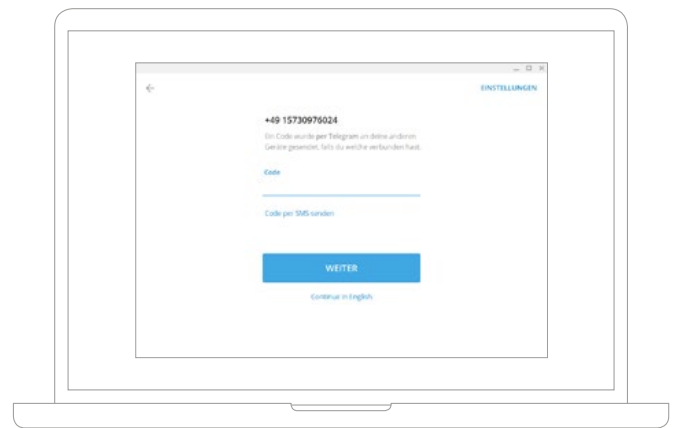 EINSTELLUNGEN
+49 15730976024
Ein Code wurde per Telegram an deine anderen
Geräte gesendet, falls du welche verbunden hast.
Code
Code per SMS senden
WEITER
Continue in English